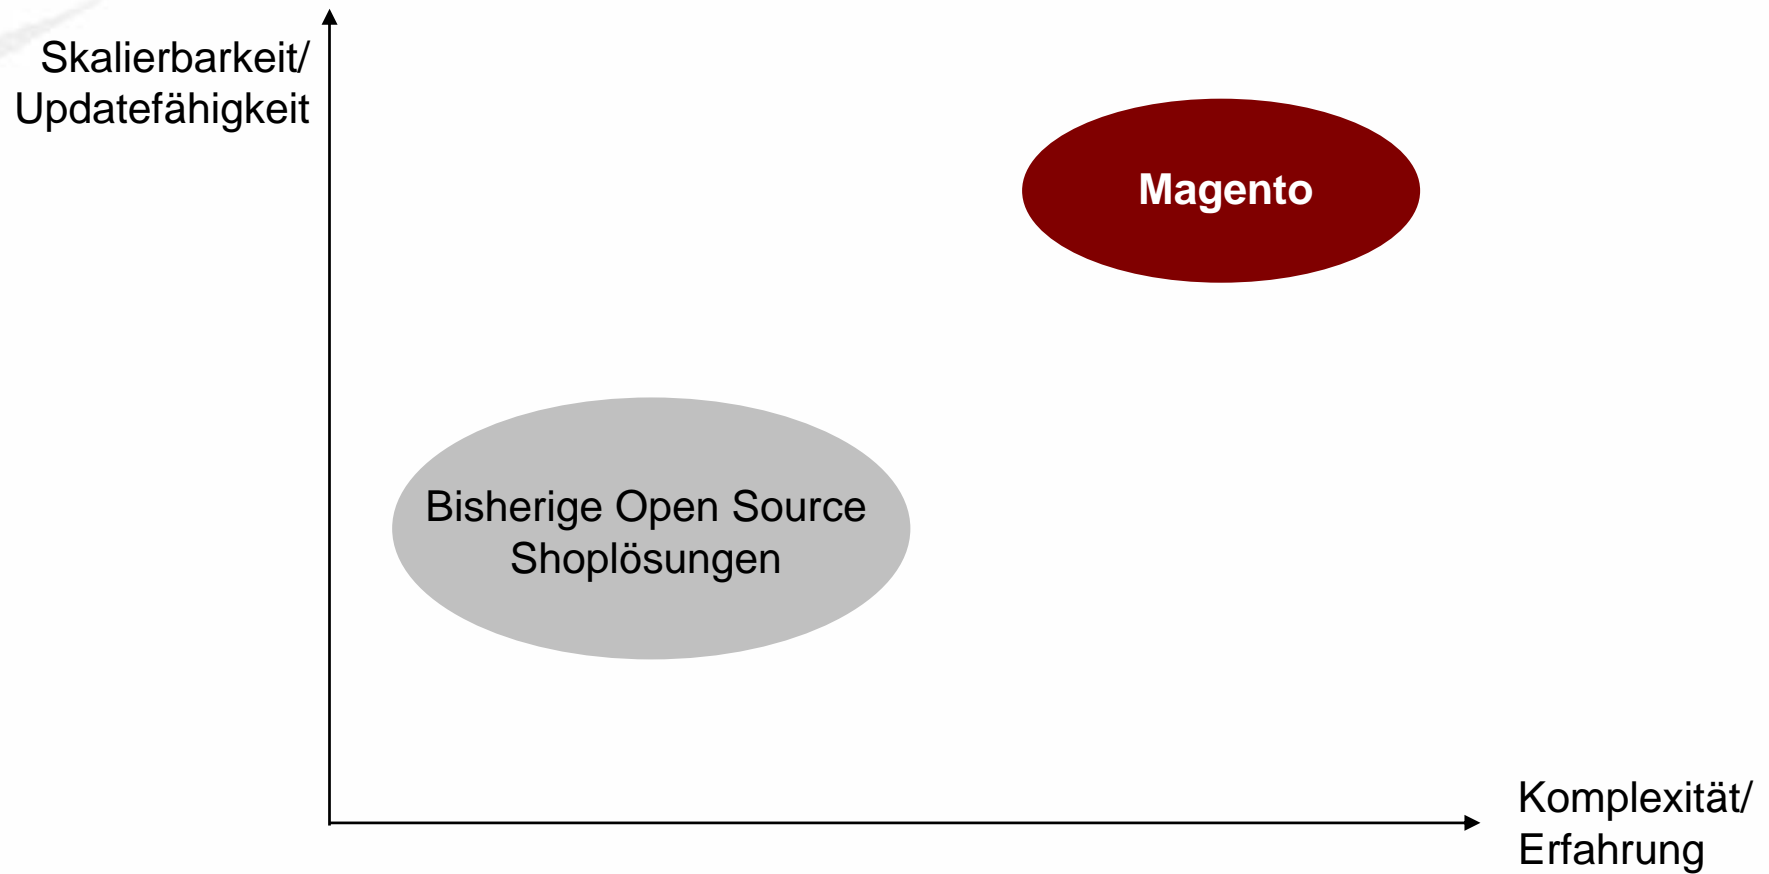 Skalierbarkeit/
Updatefähigkeit
Magento
Bisherige Open Source
Shoplösungen
Komplexität/
Erfahrung